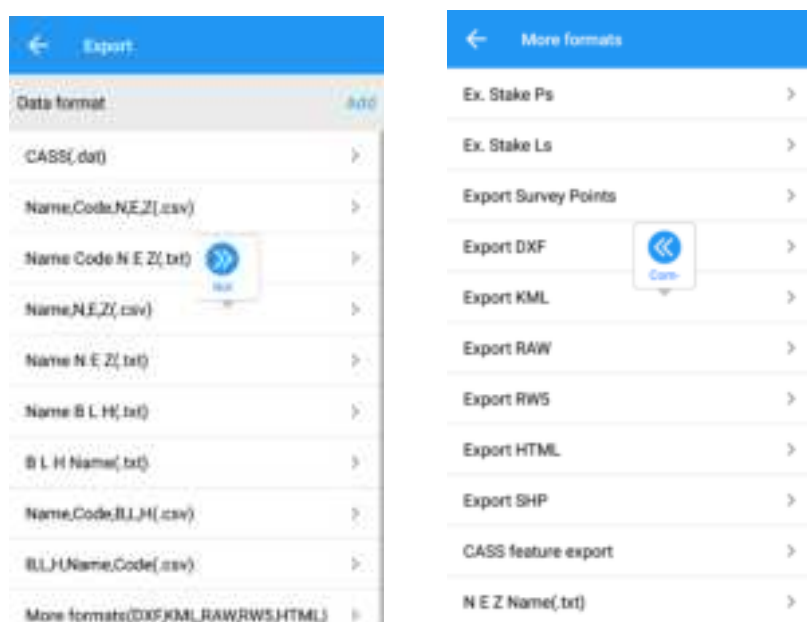 Export
Data format
Add
CASS(.dat)
Name,Code,N,E,Z(.csv)
Name Code N E Z(.txt)
Name,N,E,Z(.csv)
Name N E Z(.txt)
Name B L H(.txt)
B L H Name(.txt)
Name,Code,B,L,H(.csv)
B,L,H,Name,Code(.csv)
More formats(DXF,KML,RAW,RW5,HTML)
More formats
Ex. Stake Ps
Ex. Stake Ls
Export Survey Points
Export DXF
Com-
Export KML
Export RAW
Export RW5
Export HTML
Export SHP
CASS feature export
N E Z Name(.txt)